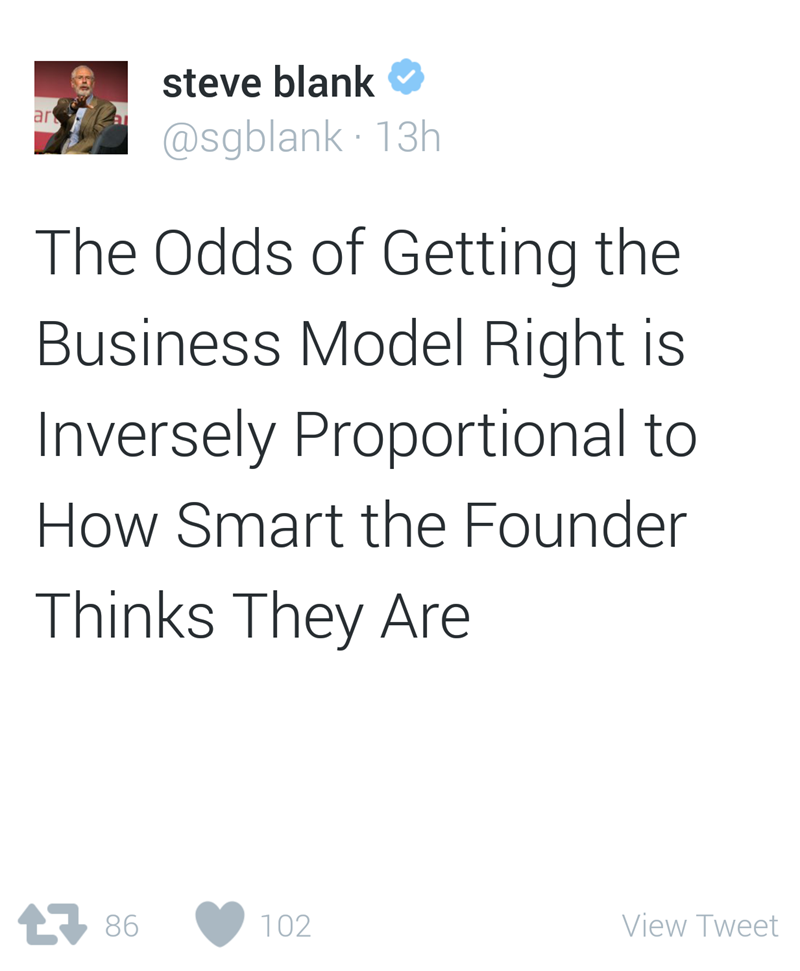 steve blank
@sgblank · 13h
The Odds of Getting the
Business Model Right is
Inversely Proportional to
How Smart the Founder
Thinks They Are
86 102 View Tweet